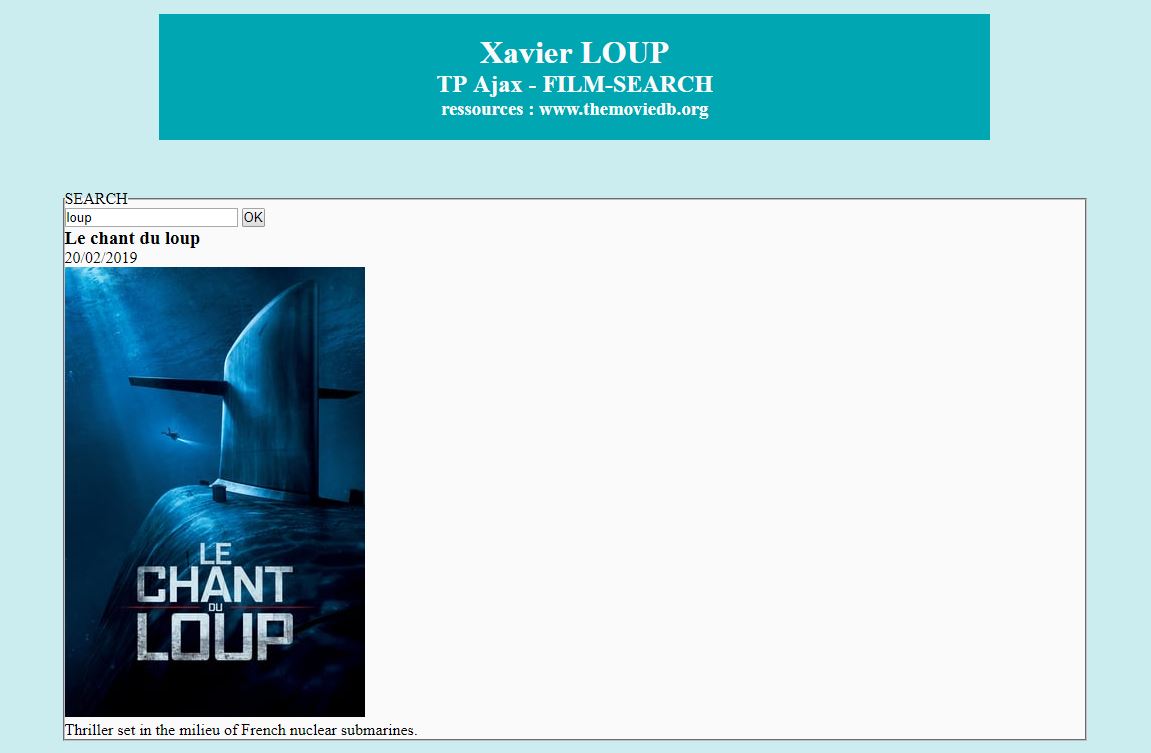 Xavier LOUP
TP Ajax - FILM-SEARCH
ressources : www.themoviedb.org
SEARCH
loup OK
Le chant du loup
20/02/2019
LE
CHANT
DU
LOUP
Thriller set in the milieu of French nuclear submarines.